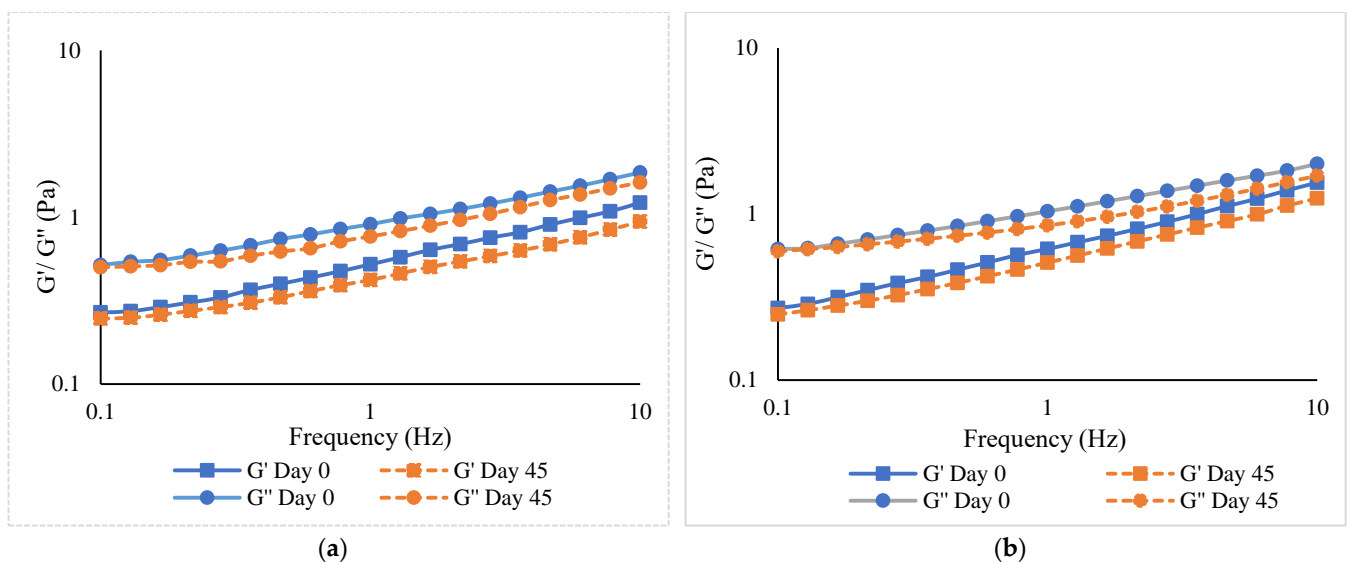 10
1
0.1
G'/ G'' (Pa)
0.1 1 10
Frequency (Hz)
G' Day 0 G' Day 45
G'' Day 0 G'' Day 45
(a)
10
1
0.1
G'/ G'' (Pa)
0.1 1 10
Frequency (Hz)
G' Day 0 G' Day 45
G'' Day 0 G'' Day 45
(b)